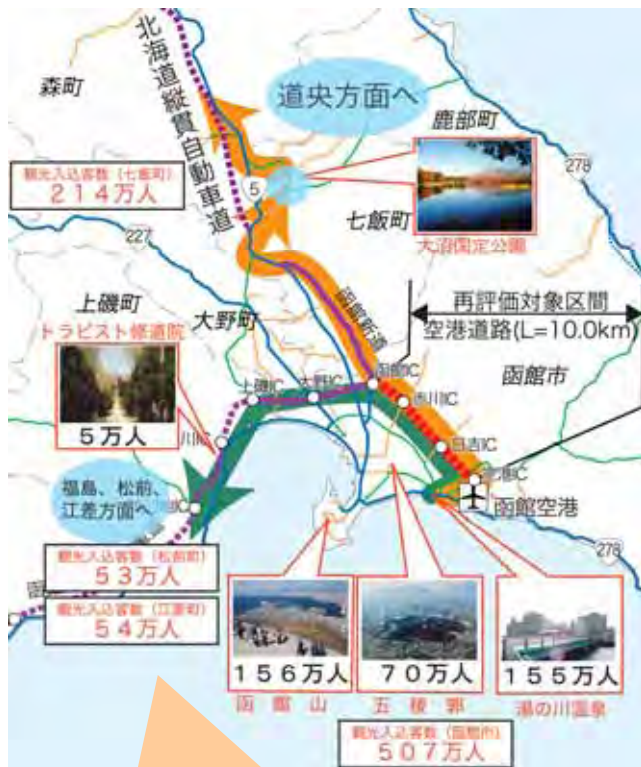 森町
北海道縦貫自動車道
道央方面へ
鹿部町
278
観光入込客数（七飯町）
214万人
5
七飯町
大沼国定公園
227
上磯町
大野町
函館新道
再評価対象区間
空港道路(L=10.0km)
函館市
トラピスト修道院
5万人
上磯IC
大野IC
函館IC
赤川IC
川IC
福島、松前、
江差方面へ
IC
函館空港
278
観光入込客数（松前町）
53万人
観光入込客数（江差町）
54万人
156万人
函館山
70万人
五稜郭
155万人
湯の川温泉
観光入込客数（函館市）
507万人